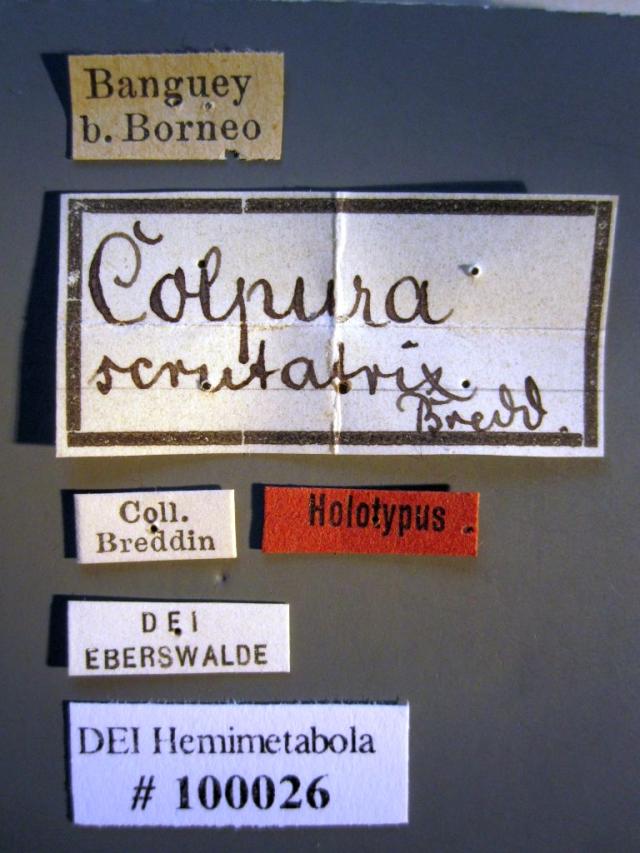 Banguey
b. Borneo
Colpura
scrutatrix
Bredd.
Coll.
Breddin
Holotypus
DEI
EBERSWALDE
DEI Hemimetabola
# 100026